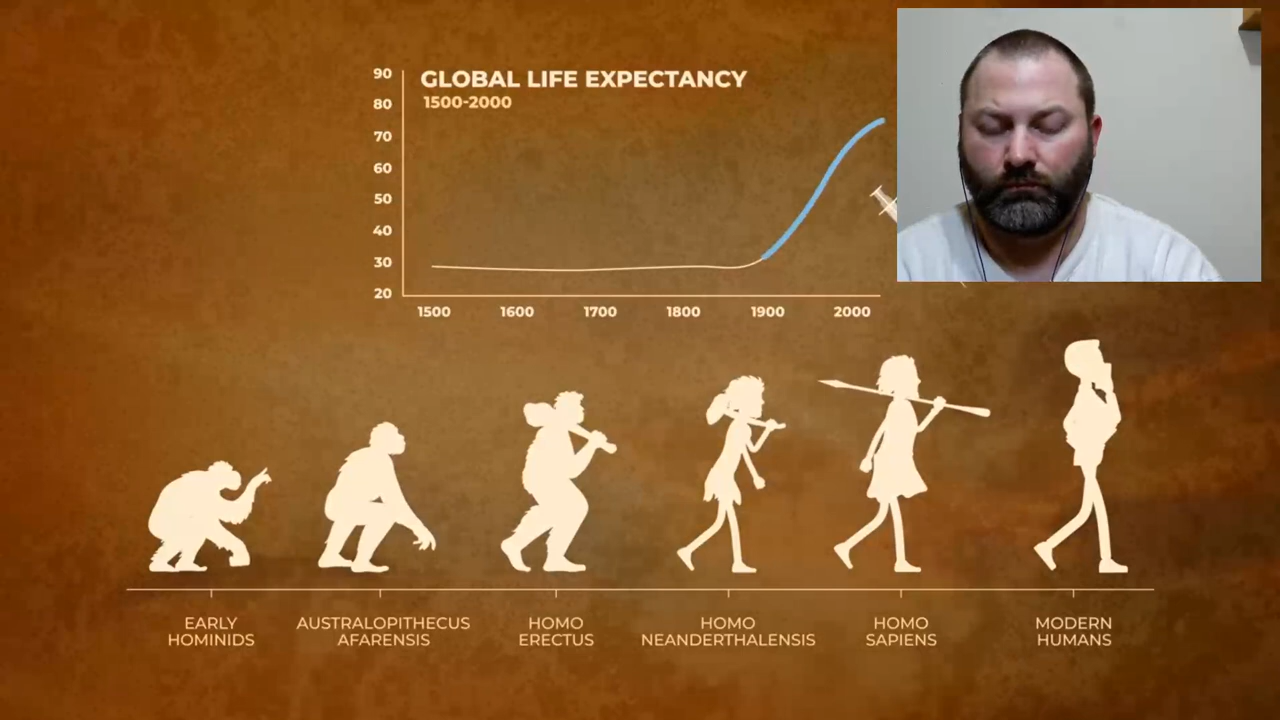 GLOBAL LIFE EXPECTANCY
1500-2000
90
80
70
60
50
40
30
20
1500 1600 1700 1800 1900 2000
EARLY
HOMINIDS
AUSTRALOPITHECUS
AFARENSIS
HOMO
ERECTUS
HOMO
NEANDERTHALENSIS
HOMO
SAPIENS
MODERN
HUMANS